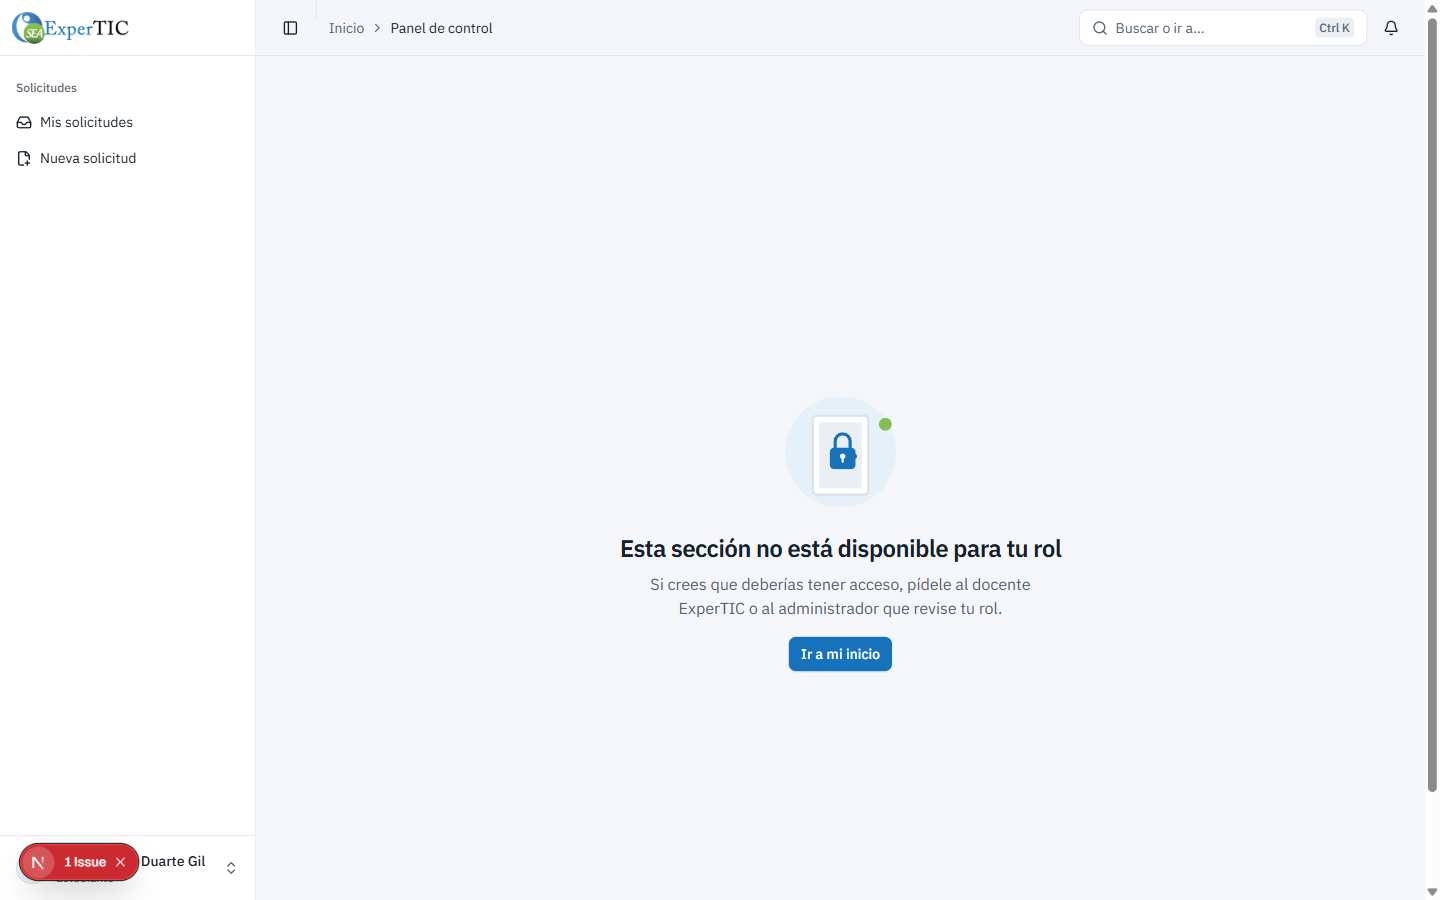 SEA ExperTIC
Inicio > Panel de control
Buscar o ir a...
Ctrl K
Solicitudes
Mis solicitudes
Nueva solicitud
Esta sección no está disponible para tu rol
Si crees que deberías tener acceso, pídele al docente
ExperTIC o al administrador que revise tu rol.
Ir a mi inicio
N 1 Issue
Duarte Gil